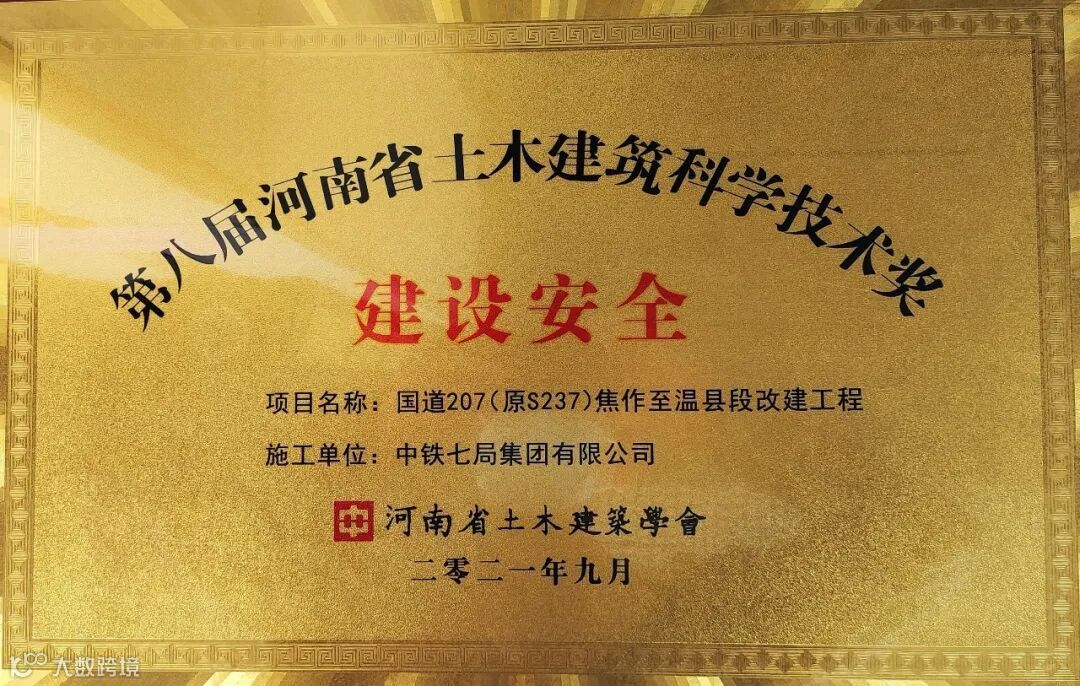 第八届河南省土木建筑科学技术奖
建设安全
项目名称：国道207（原S237）焦作至温县段改建工程
施工单位：中铁七局集团有限公司
河南省土木建築學會
二零二一年九月
大数跨境